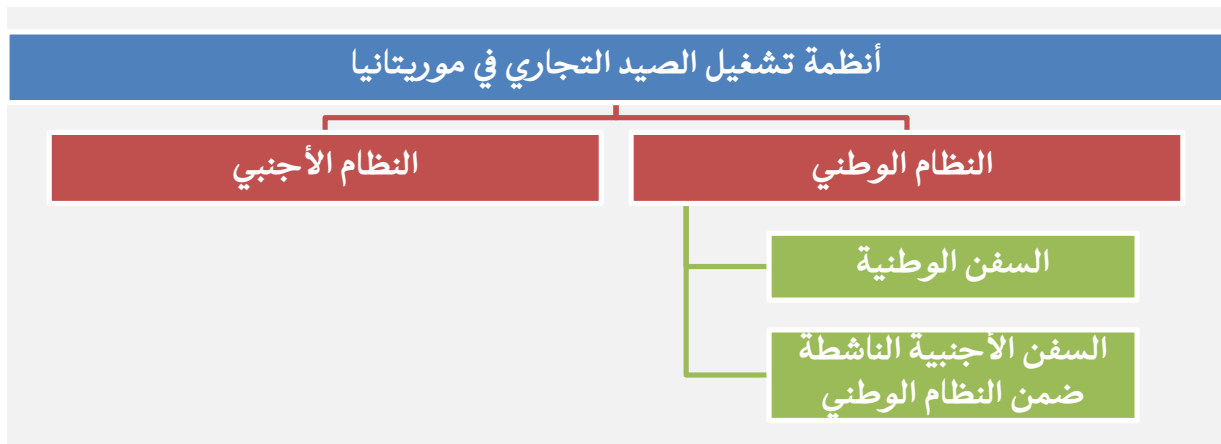 أنظمة تشغيل الصيد التجاري في موريتانيا
النظام الوطني
النظام الأجنبي
السفن الوطنية
السفن الأجنبية الناشطة
ضمن النظام الوطني